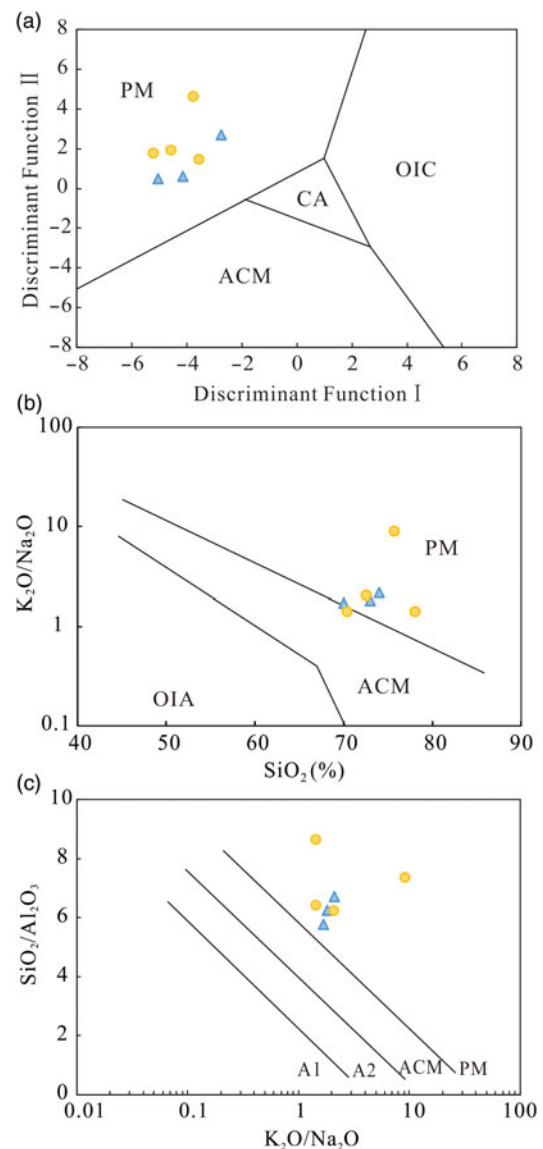 (a)
8
6
4
2
0
−2
−4
−6
−8
Discriminant Function Ⅱ
PM
OIC
CA
ACM
−8 −6 −4 −2 0 2 4 6 8
Discriminant Function Ⅰ
(b)
100
10
1
0.1
K₂O/Na₂O
PM
ACM
OIA
40 50 60 70 80 90
SiO₂(%)
(c)
10
8
6
4
2
0
SiO₂/Al₂O₃
A1 A2 ACM PM
0.01 0.1 1 10 100
K₂O/Na₂O